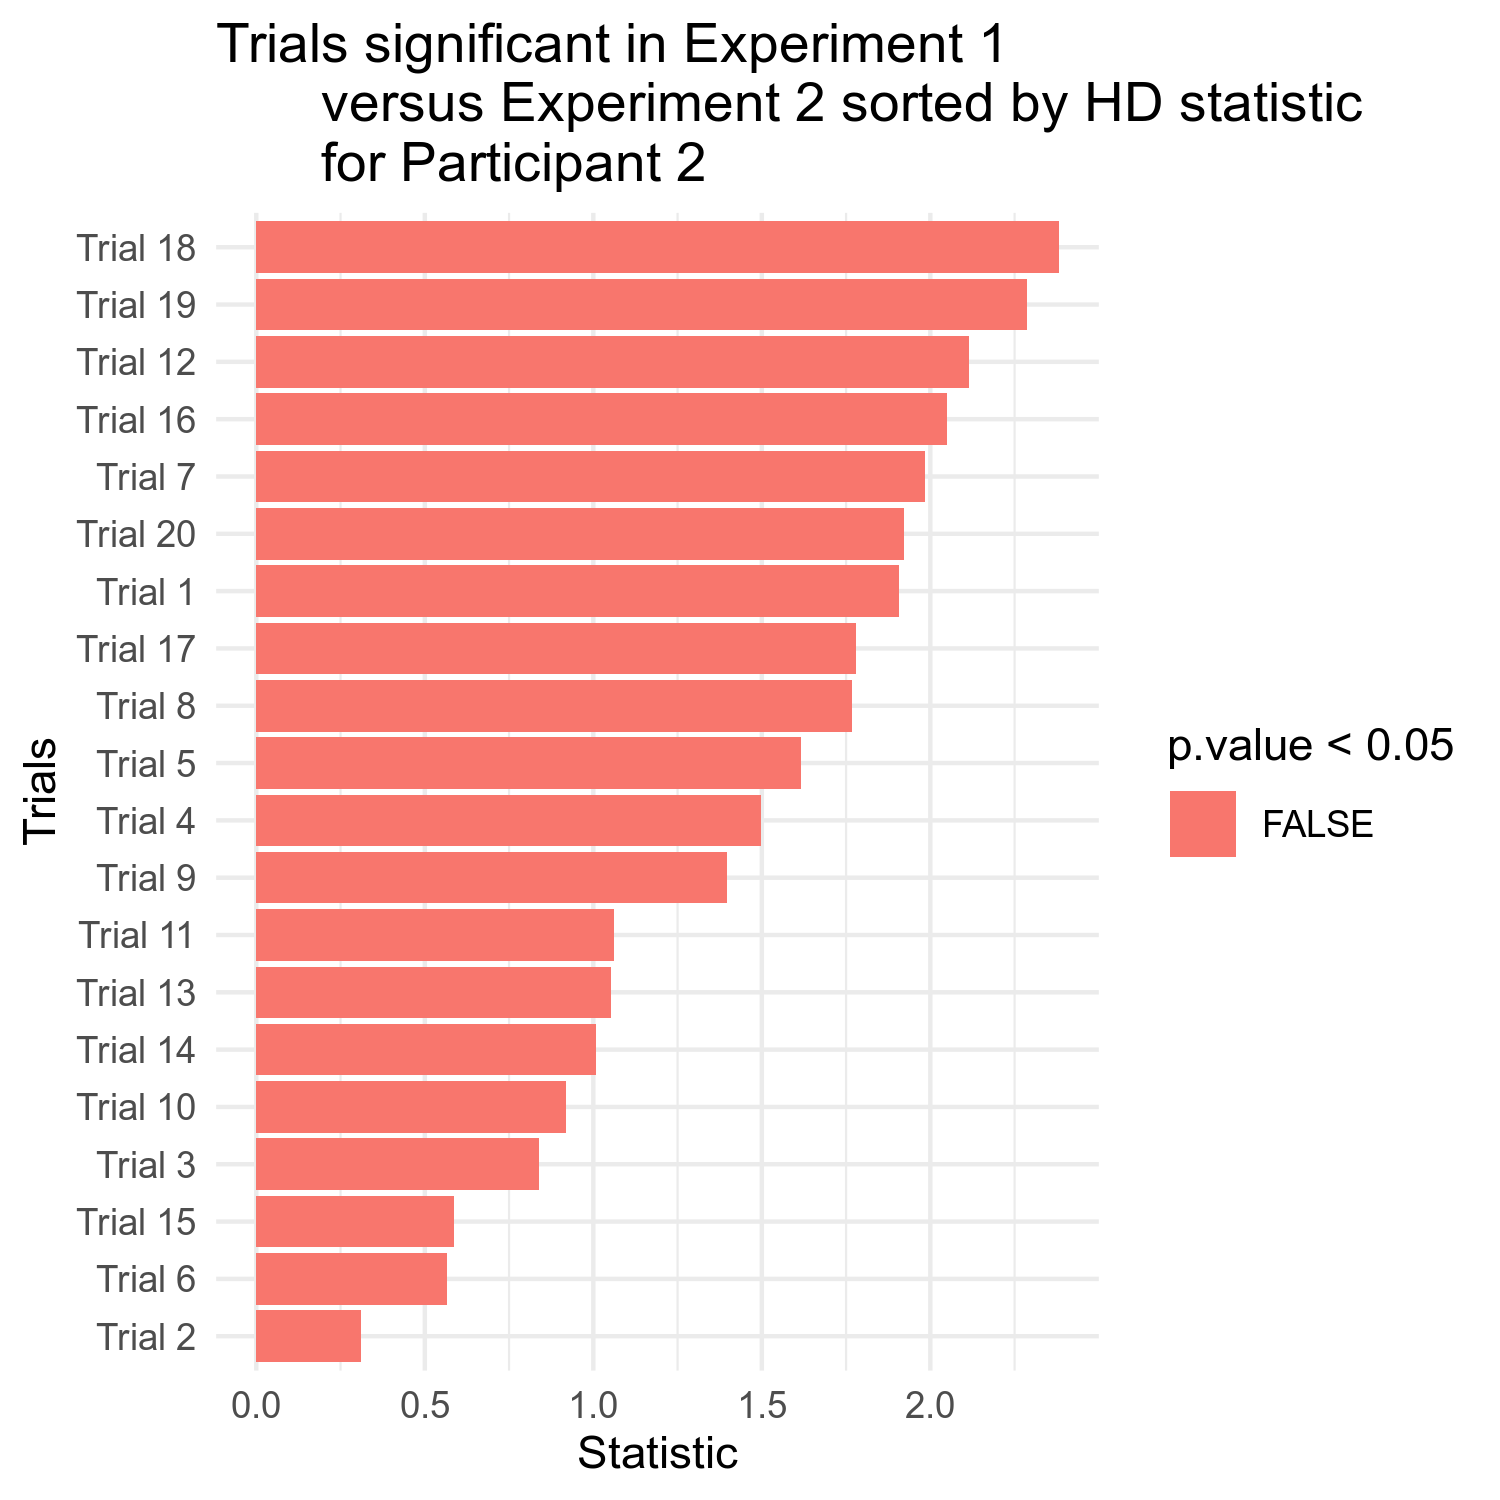 Trials significant in Experiment 1
versus Experiment 2 sorted by HD statistic
for Participant 2
Trial 18
Trial 19
Trial 12
Trial 16
Trial 7
Trial 20
Trial 1
Trial 17
Trial 8
Trial 5
Trial 4
Trial 9
Trial 11
Trial 13
Trial 14
Trial 10
Trial 3
Trial 15
Trial 6
Trial 2
Trials
0.0 0.5 1.0 1.5 2.0
Statistic
p.value < 0.05
FALSE